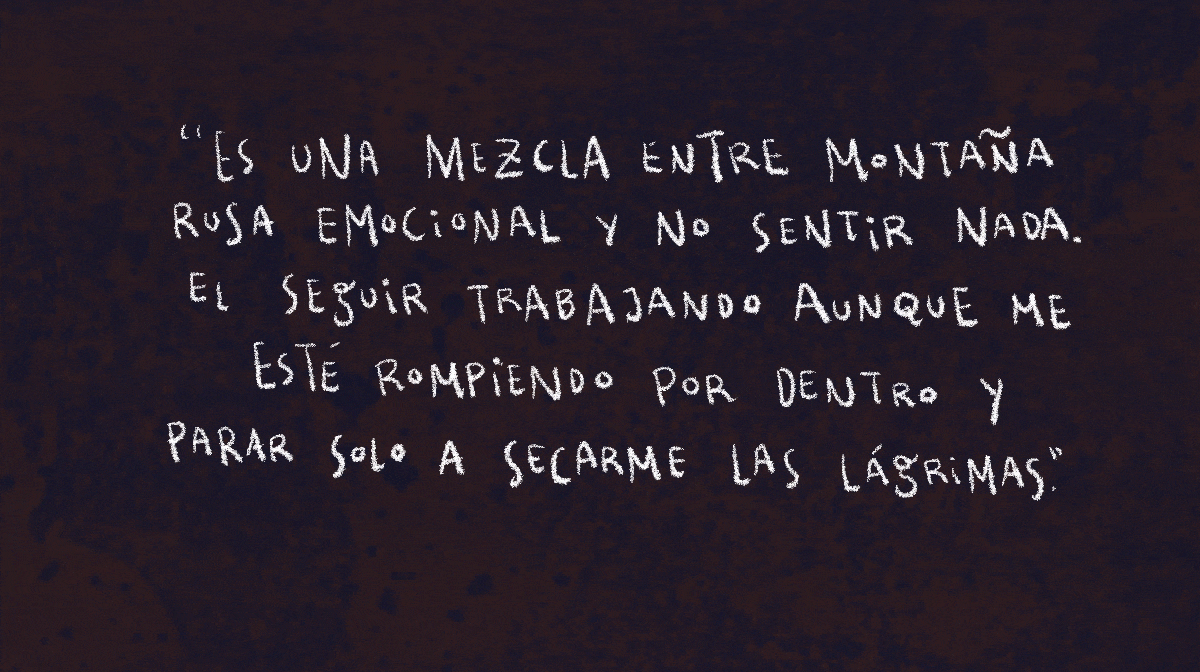 “Es una mezcla entre montaña
rusa emocional y no sentir nada.
El seguir trabajando aunque me
esté rompiendo por dentro y
parar solo a secarme las lágrimas.”